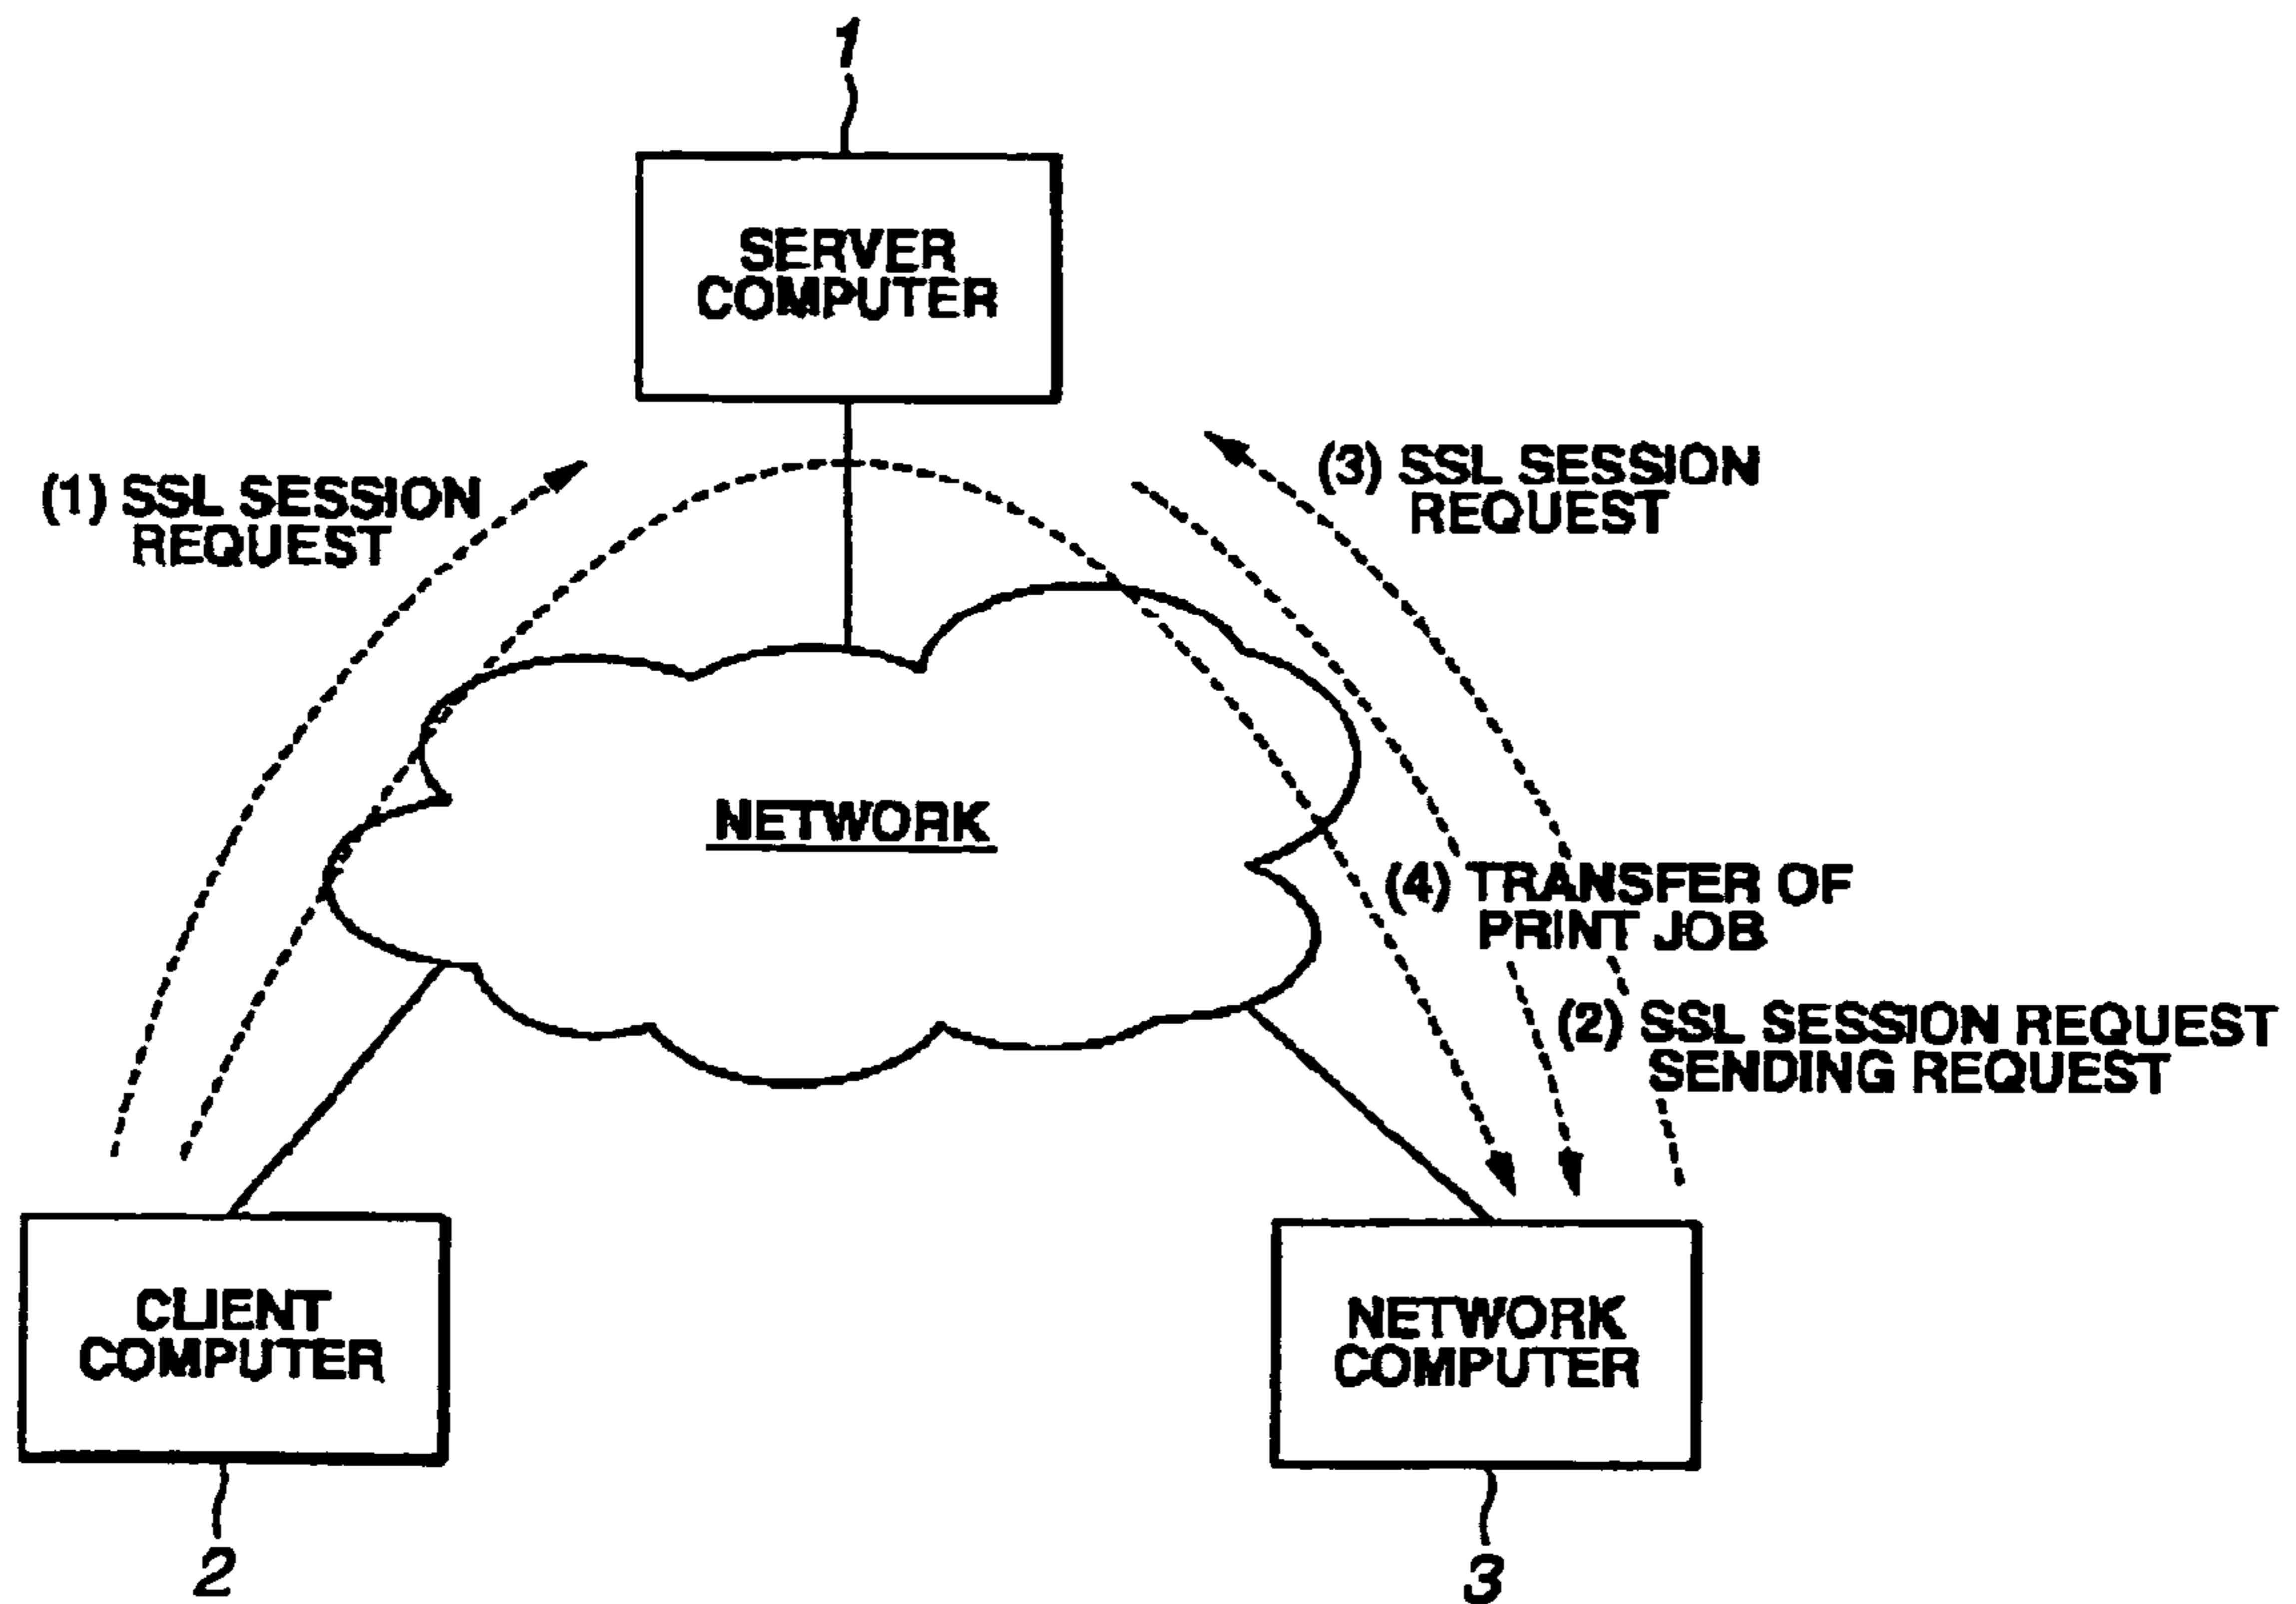 1
SERVER
COMPUTER
(1) SSL SESSION
REQUEST
(3) SSL SESSION
REQUEST
NETWORK
(4) TRANSFER OF
PRINT JOB
(2) SSL SESSION REQUEST
SENDING REQUEST
CLIENT
COMPUTER
NETWORK
COMPUTER
2
3